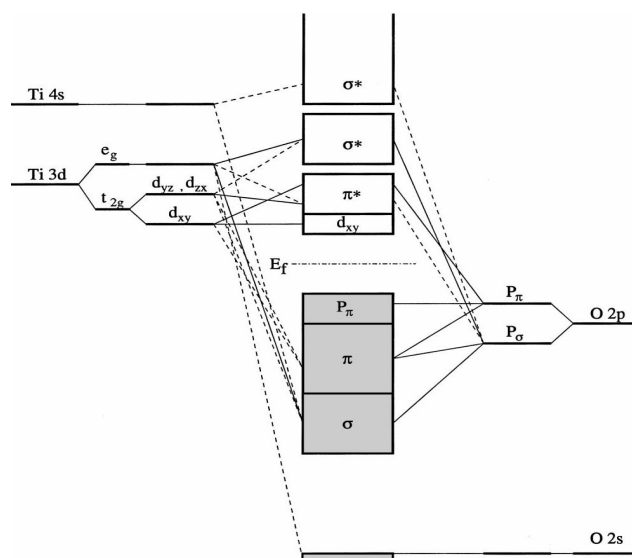 σ*
Ti 4s
σ*
e_g
Ti 3d
d_yz , d_zx
π*
t_2g
d_xy
d_xy
E_f
P_π
P_π
O 2p
P_σ
π
σ
O 2s